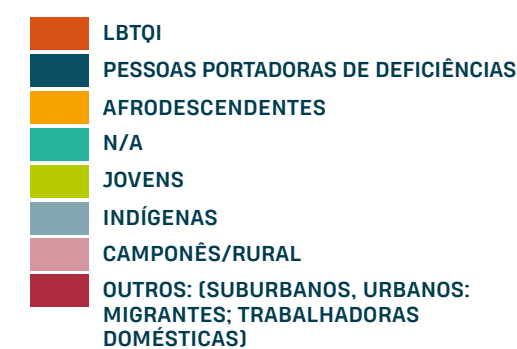 LBTQI
PESSOAS PORTADORAS DE DEFICIÊNCIAS
AFRODESCENDENTES
N/A
JOVENS
INDÍGENAS
CAMPONÊS/RURAL
OUTROS: (SUBURBANOS, URBANOS:
MIGRANTES; TRABALHADORAS
DOMÉSTICAS)